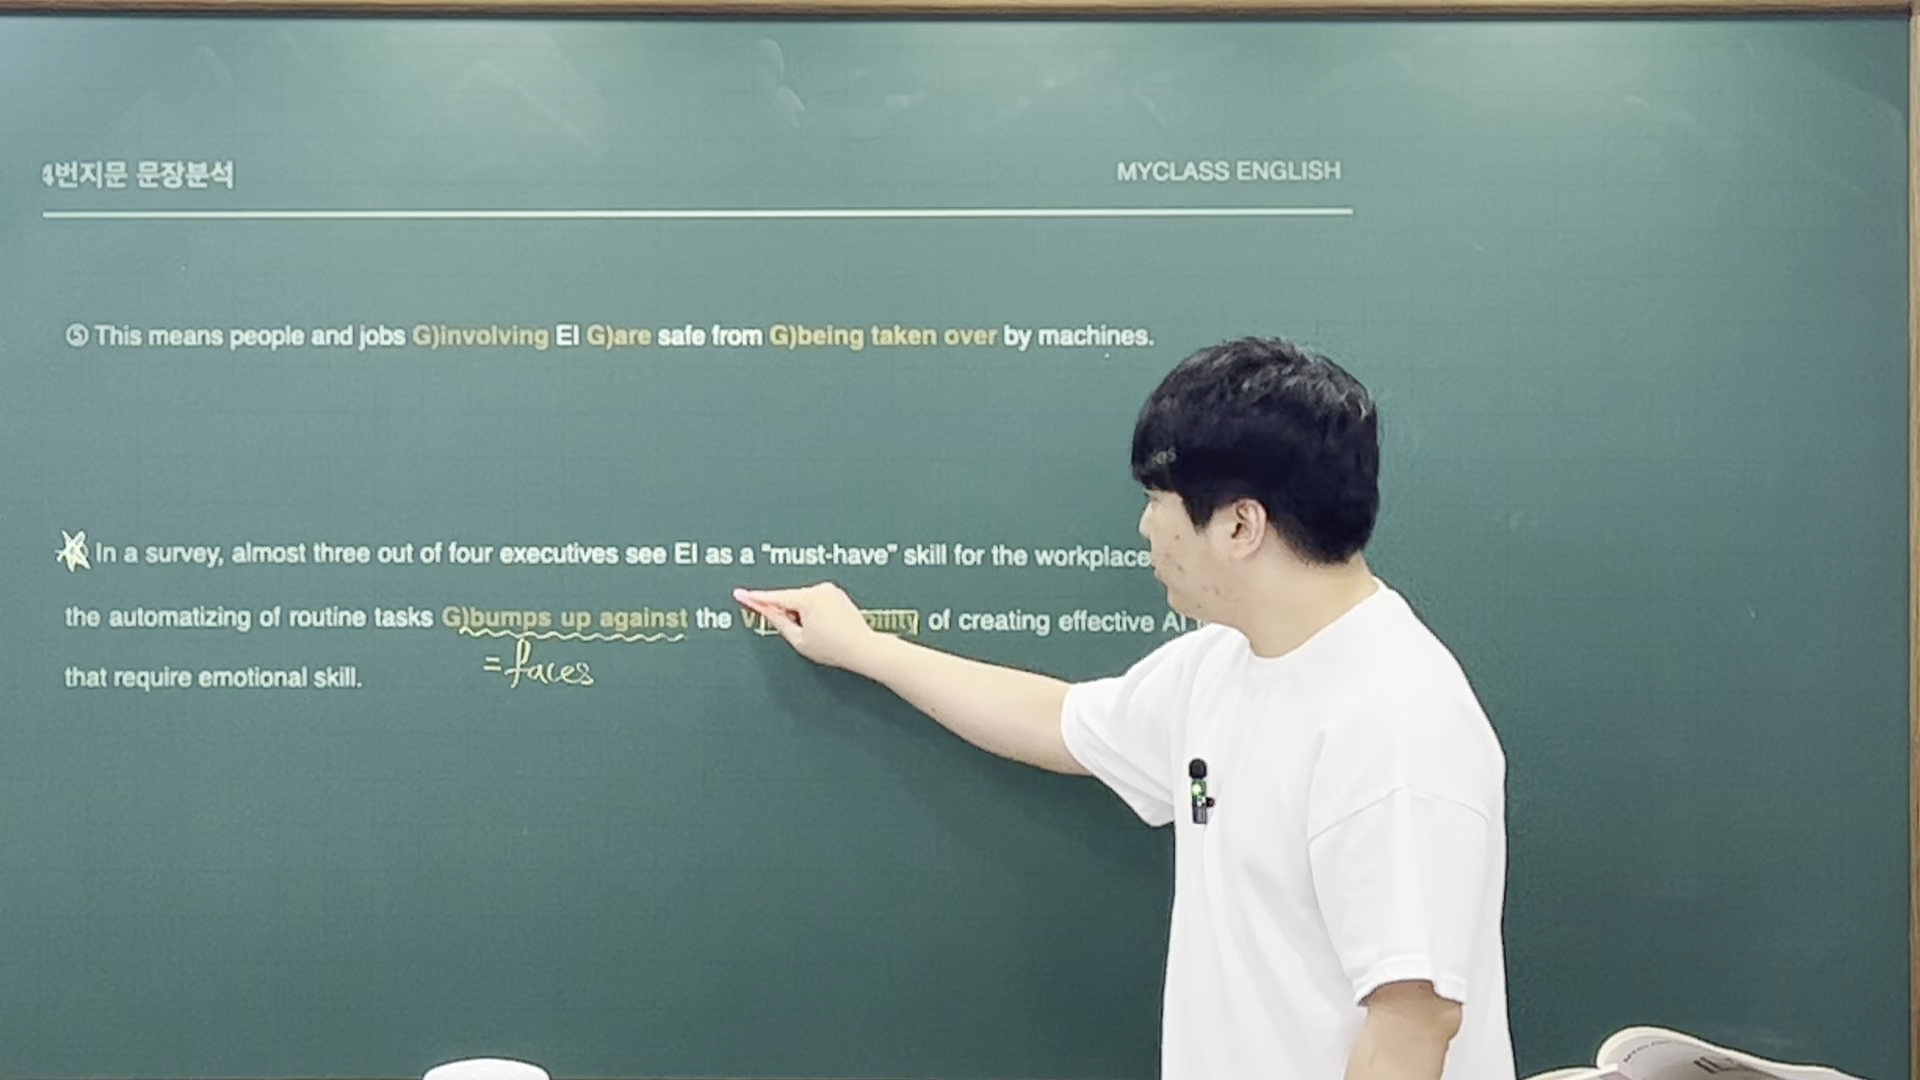 4번지문 문장분석
MYCLASS ENGLISH
⑤ This means people and jobs G)involving EI G)are safe from G)being taken over by machines.
In a survey, almost three out of four executives see EI as a "must-have" skill for the workplace
the automatizing of routine tasks G)bumps up against the of creating effective AI
= faces
that require emotional skill.